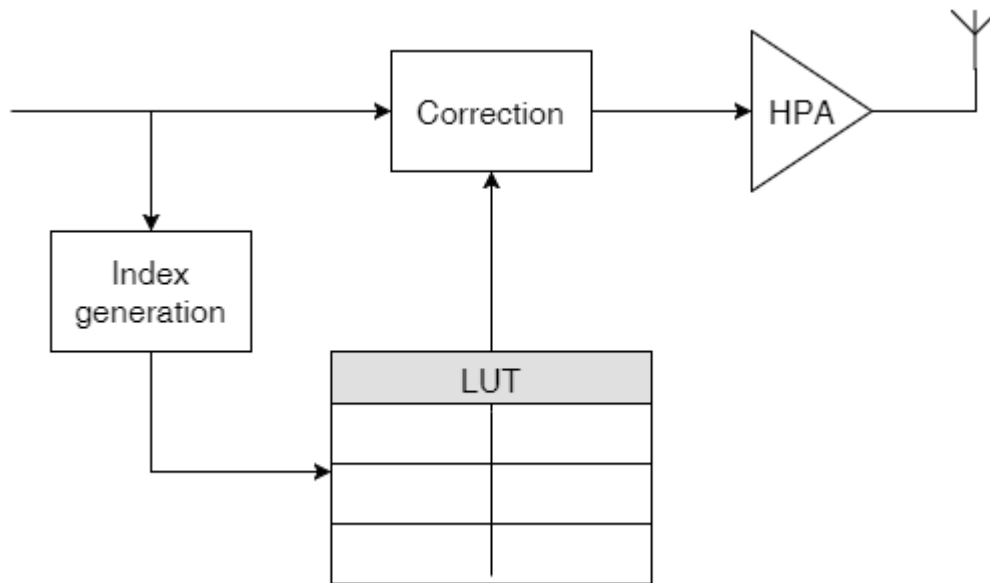 Correction
HPA
Index
generation
LUT